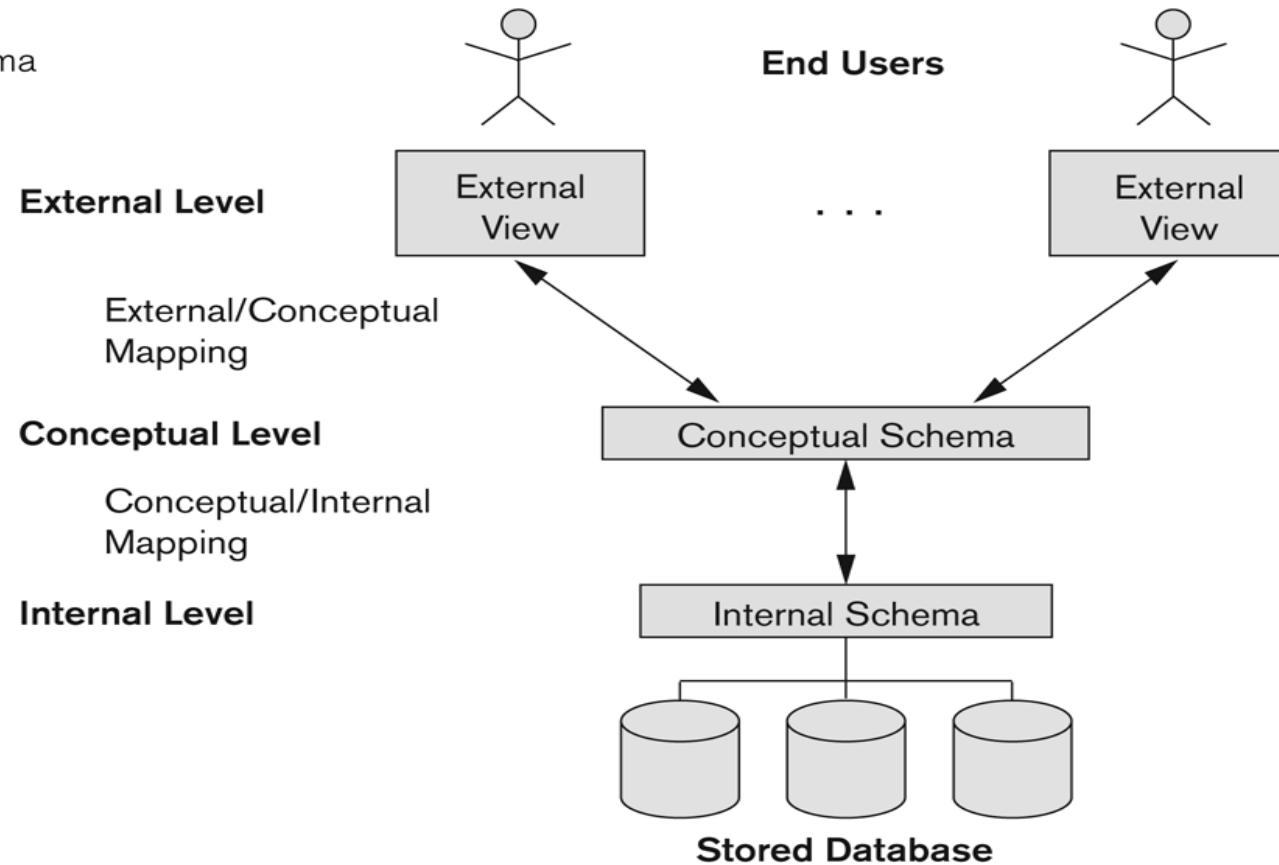 ma
End Users
External Level
External
View
. . .
External
View
External/Conceptual
Mapping
Conceptual Level
Conceptual Schema
Conceptual/Internal
Mapping
Internal Level
Internal Schema
Stored Database